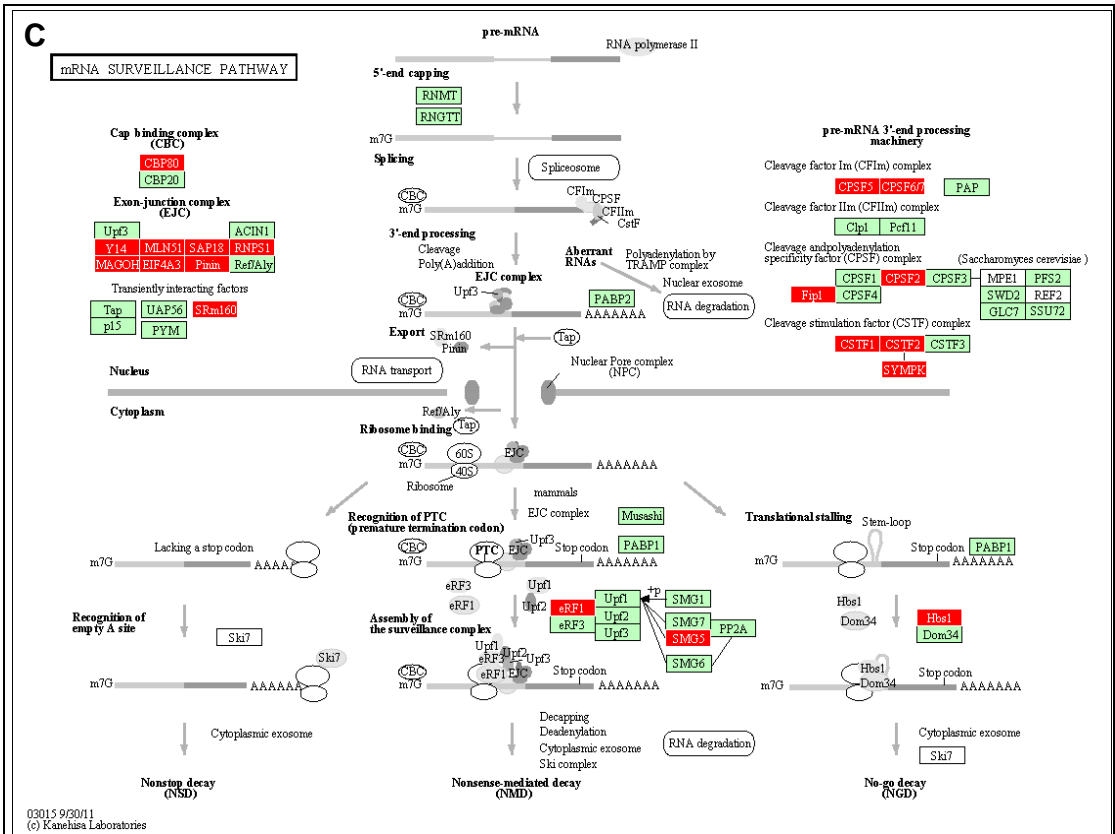 C
mRNA SURVEILLANCE PATHWAY
pre-mRNA
RNA polymerase II
5'-end capping
RNMT
RNGTT
m7G
Cap binding complex
(CBC)
CBP80
CBP20
Exon-junction complex
(EJC)
Upf3
ACIN1
Y14 MLN51 SAP18 RNPS1
MAGOH EIF4A3 Pinin Ref/Aly
Transiently interacting factors
Tap UAP56 SRm160
p15 PYM
Splicing
Spliceosome
CBC
m7G
CFIm
CPSF
CFIIm
CstF
3'-end processing
Cleavage
Poly(A)addition
Aberrant
RNAs
Polyadenylation by
TRAMP complex
Nuclear exosome
RNA degradation
EJC complex
Upf3
CBC
m7G
AAAAAAA
PABP2
Export
SRm160
Pinin
Tap
RNA transport
Nuclear Pore complex
(NPC)
pre-mRNA 3'-end processing
machinery
Cleavage factor Im (CFIm) complex
CPSF5 CPSF6/7 PAP
Cleavage factor IIm (CFIIm) complex
Clp1 Pcf11
Cleavage andpolyadenylation
specificity factor (CPSF) complex
(Saccharomyces cerevisiae )
CPSF1 CPSF2 CPSF3 MPE1 PFS2
Fip1 CPSF4 SWD2 REF2
GLC7 SSU72
Cleavage stimulation factor (CSTF) complex
CSTF1 CSTF2 CSTF3
SYMPK
Nucleus
Cytoplasm
Ref/Aly
Tap
Ribosome binding
CBC
m7G
60S
40S
EJC
AAAAAAA
Ribosome
mammals
EJC complex
Musashi
PABP1
Recognition of PTC
(premature termination codon)
CBC
m7G
PTC
EJC
Upf3
Stop codon
AAAAAAA
Lacking a stop codon
m7G
AAAA
Translational stalling
Stem-loop
m7G
Stop codon
PABP1
AAAAAAA
eRF3
eRF1
Upf1
Upf2
eRF1
eRF3
Upf1
Upf2
Upf3
+p
SMG1
SMG7
SMG5
SMG6
PP2A
Hbs1
Dom34
Hbs1
Dom34
Recognition of
empty A site
Ski7
Ski7
m7G
AAAAAA
Assembly of
the surveillance complex
Upf1
Upf2
eRF3
Upf3
eRF1
EJC
CBC
m7G
Stop codon
AAAAAAA
Hbs1
Dom34
m7G
Stop codon
AAAAAAA
Cytoplasmic exosome
Decapping
Deadenylation
Cytoplasmic exosome
Ski complex
RNA degradation
Cytoplasmic exosome
Ski7
Nonstop decay
(NSD)
Nonsense-mediated decay
(NMD)
No-go decay
(NGD)
03015 9/30/11
(c) Kanehisa Laboratories